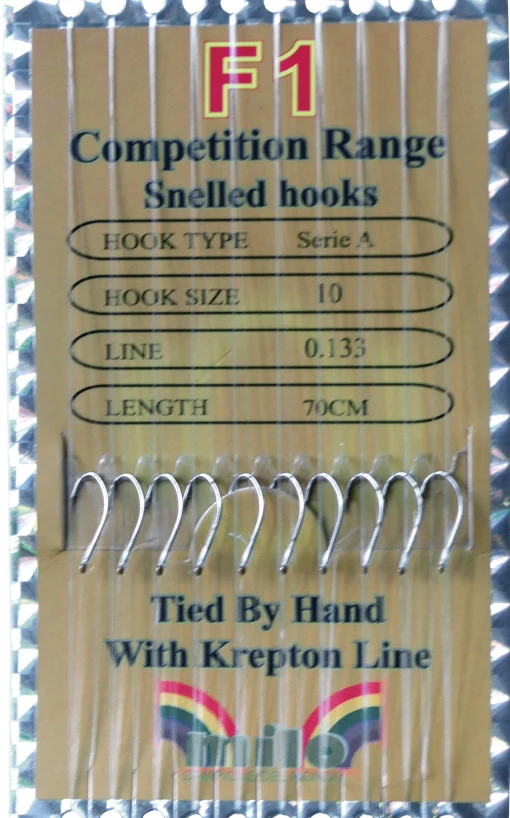 F1
Competition Range
Snelled hooks
HOOK TYPE Serie A
HOOK SIZE 10
LINE 0.133
LENGTH 70CM
Tied By Hand
With Krepton Line
milo